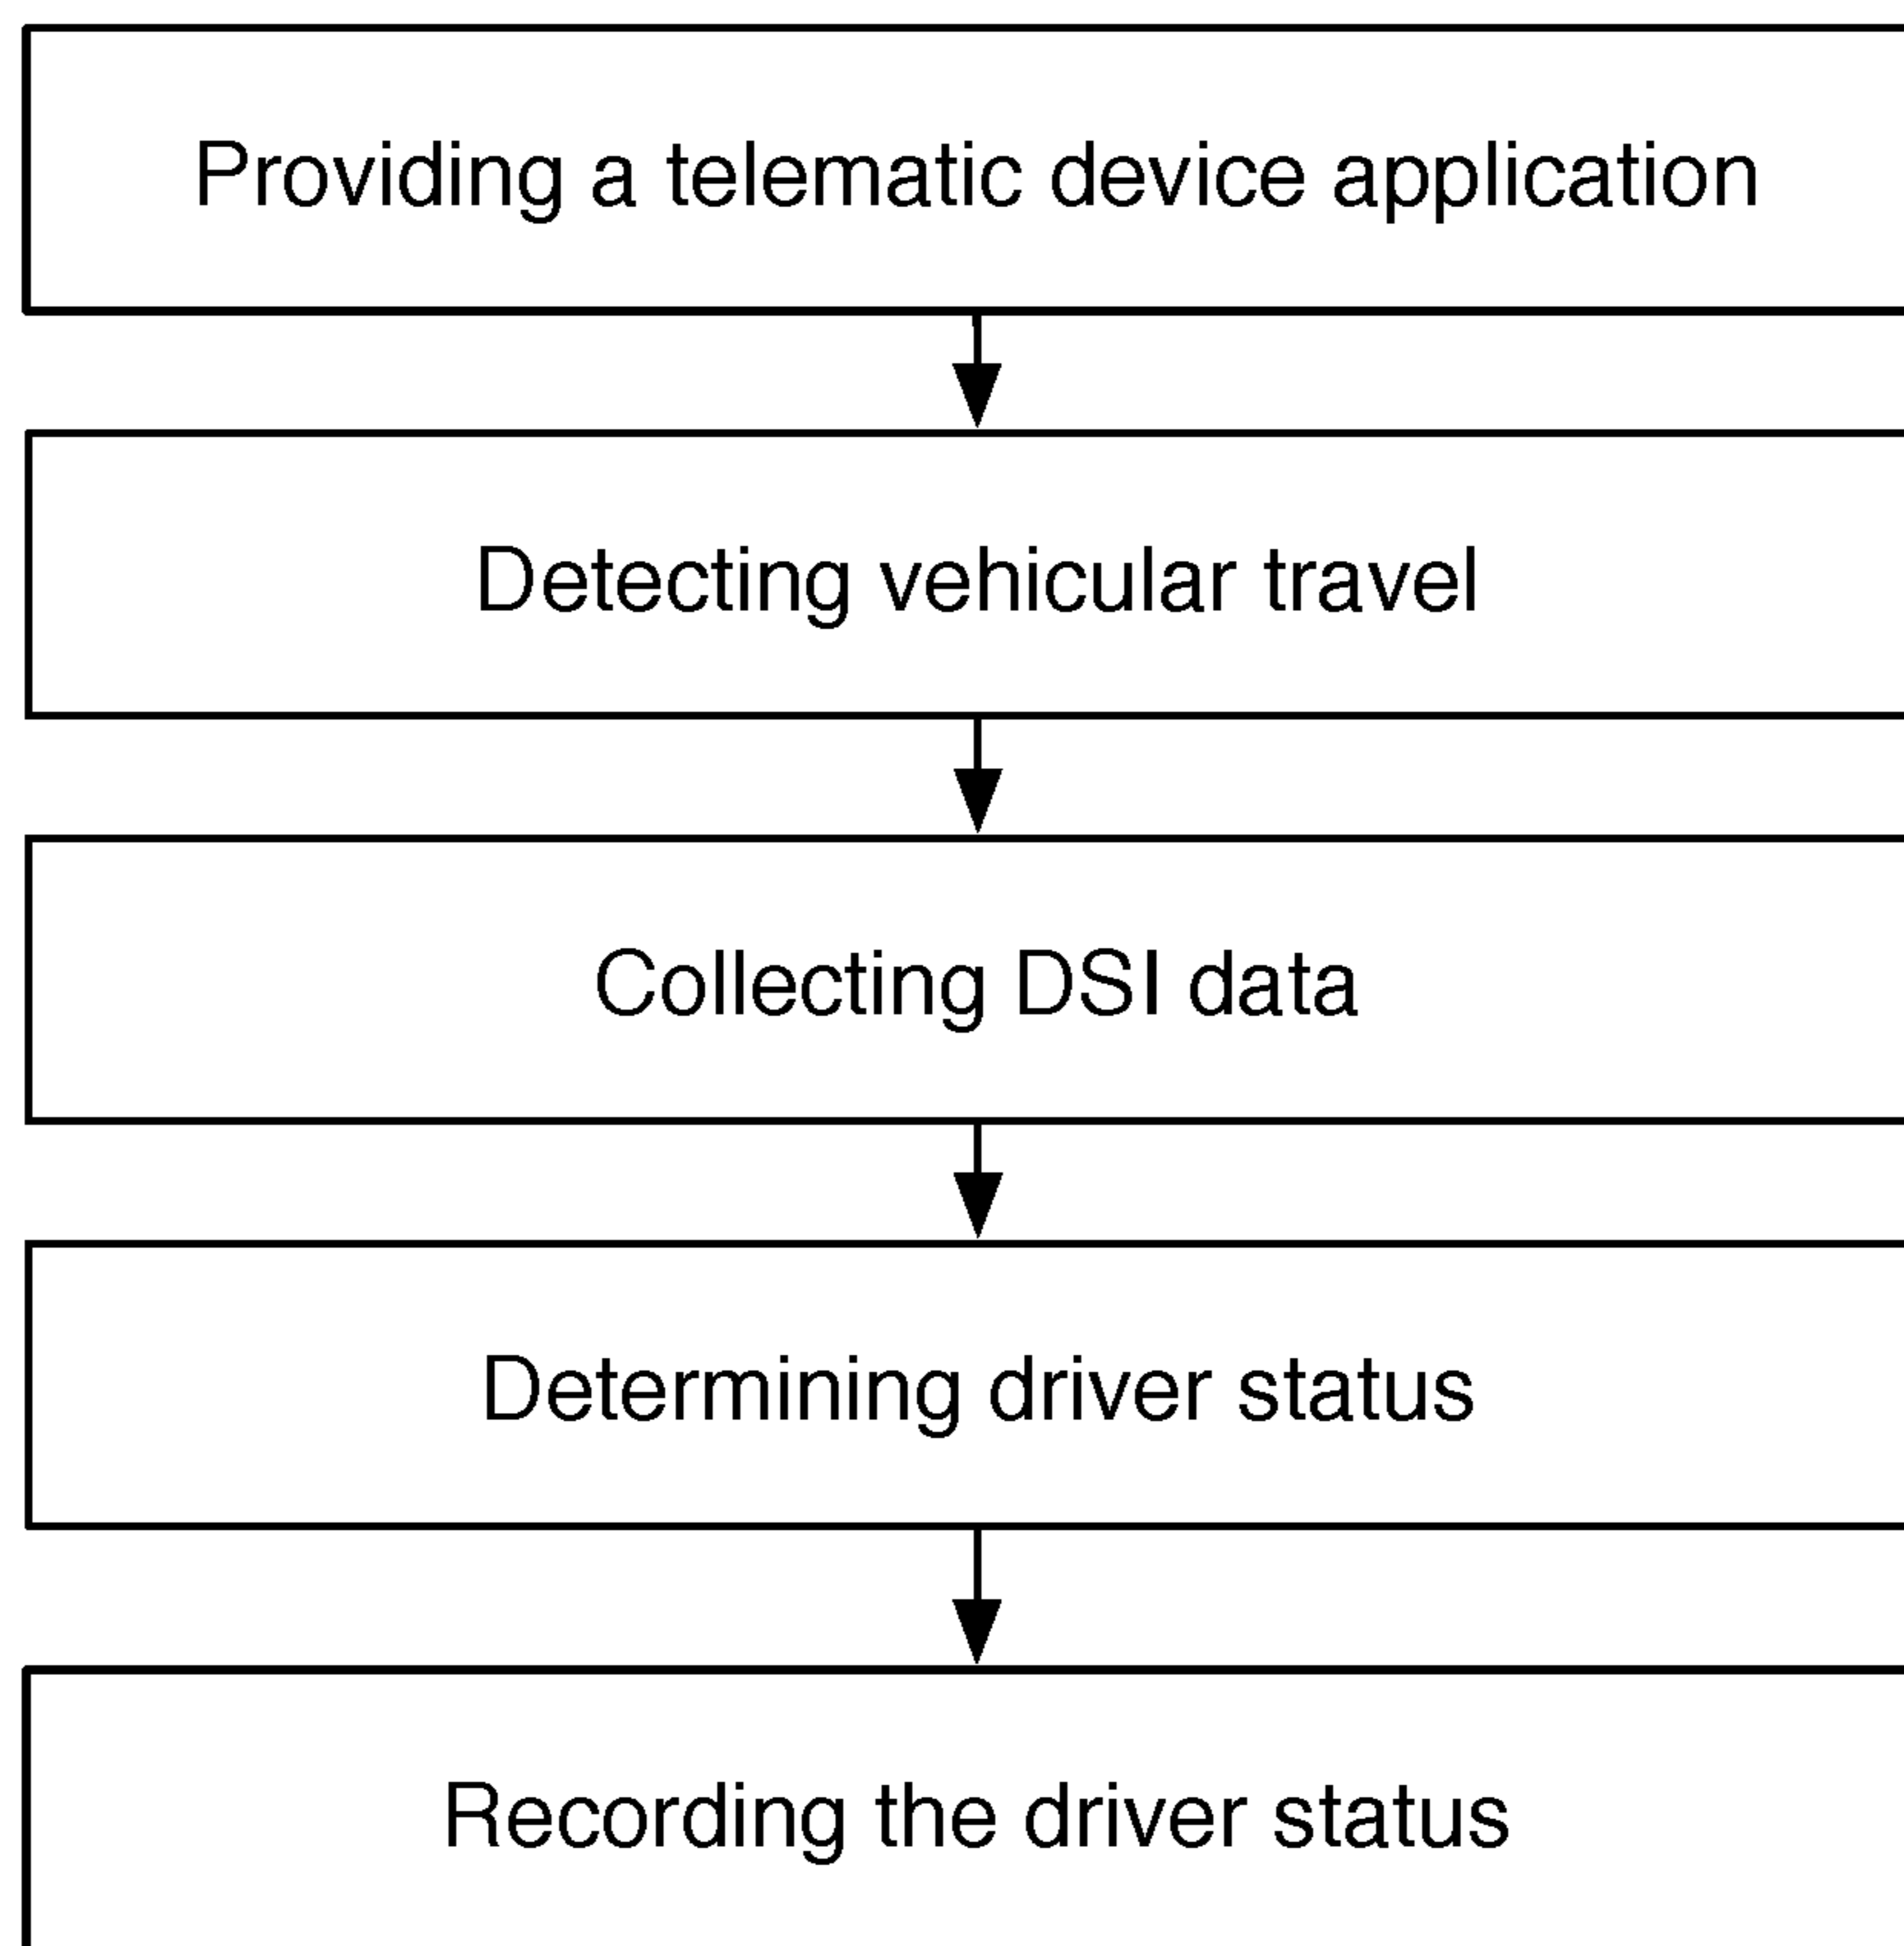 Providing a telematic device application
Detecting vehicular travel
Collecting DSI data
Determining driver status
Recording the driver status